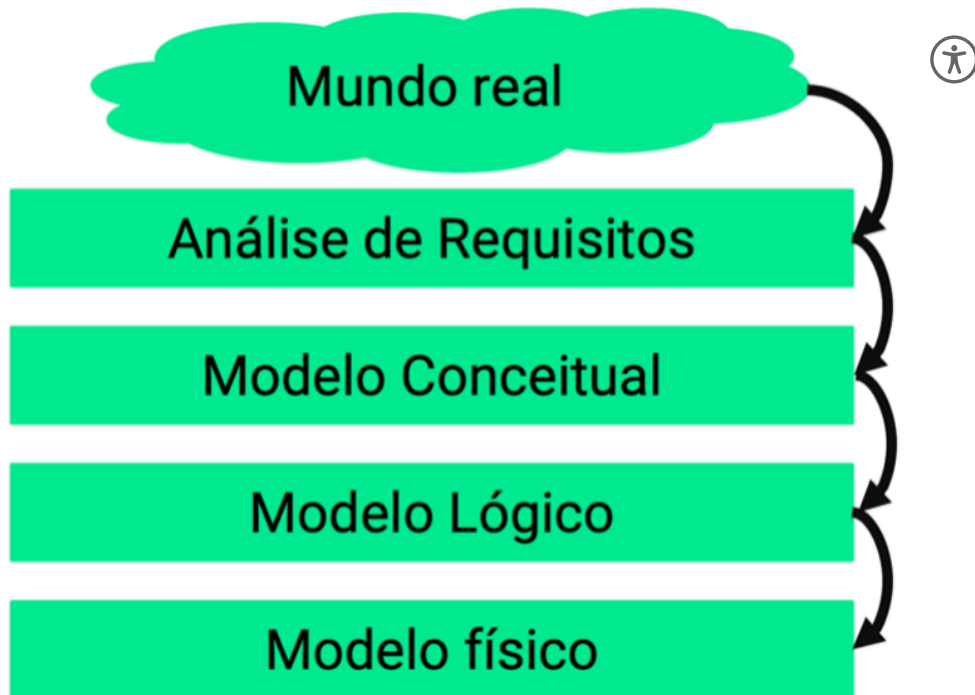 Mundo real
Análise de Requisitos
Modelo Conceitual
Modelo Lógico
Modelo físico